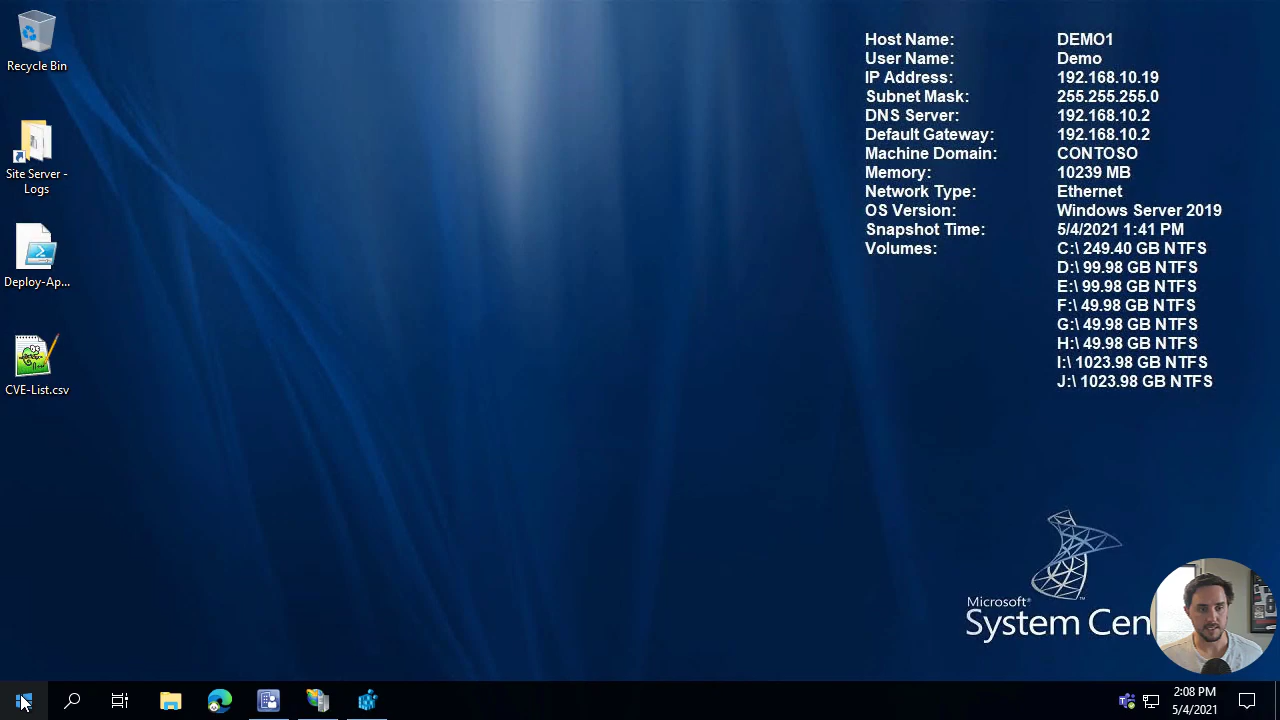 Recycle Bin
Site Server -
Logs
Deploy-Ap...
CVE-List.csv
Host Name: DEMO1
User Name: Demo
IP Address: 192.168.10.19
Subnet Mask: 255.255.255.0
DNS Server: 192.168.10.2
Default Gateway: 192.168.10.2
Machine Domain: CONTOSO
Memory: 10239 MB
Network Type: Ethernet
OS Version: Windows Server 2019
Snapshot Time: 5/4/2021 1:41 PM
Volumes: C:\ 249.40 GB NTFS
D:\ 99.98 GB NTFS
E:\ 99.98 GB NTFS
F:\ 49.98 GB NTFS
G:\ 49.98 GB NTFS
H:\ 49.98 GB NTFS
I:\ 1023.98 GB NTFS
J:\ 1023.98 GB NTFS
Microsoft®
System Cen
2:08 PM
5/4/2021